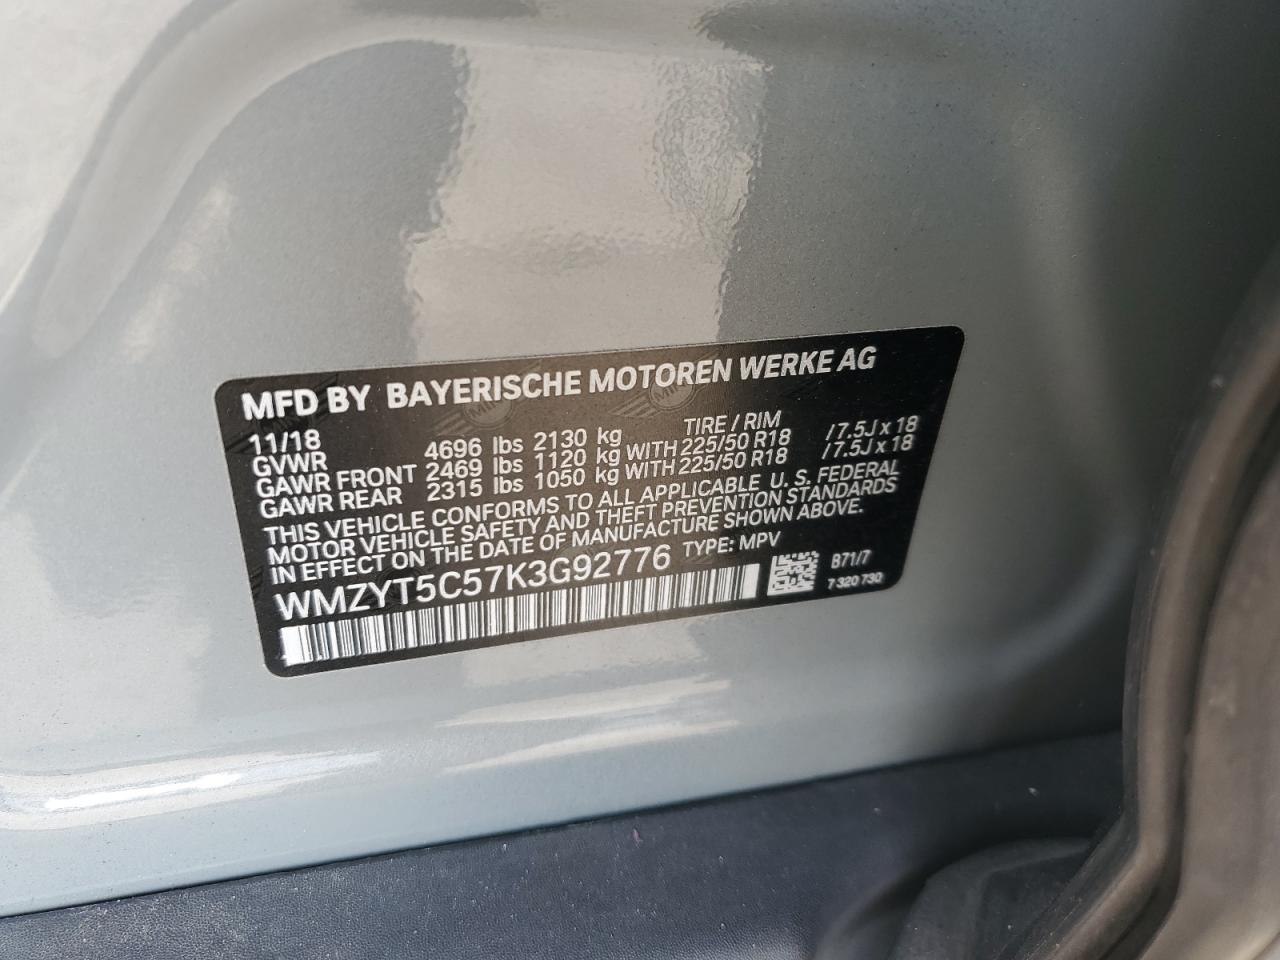 MFD BY BAYERISCHE MOTOREN WERKE AG
11/18 TIRE / RIM
GVWR 4696 lbs 2130 kg
GAWR FRONT 2469 lbs 1120 kg WITH 225/50 R18 / 7.5J x 18
GAWR REAR 2315 lbs 1050 kg WITH 225/50 R18 / 7.5J x 18
THIS VEHICLE CONFORMS TO ALL APPLICABLE U. S. FEDERAL
MOTOR VEHICLE SAFETY AND THEFT PREVENTION STANDARDS
IN EFFECT ON THE DATE OF MANUFACTURE SHOWN ABOVE.
WMZYT5C57K3G92776 TYPE: MPV
B71/7
7 320 730